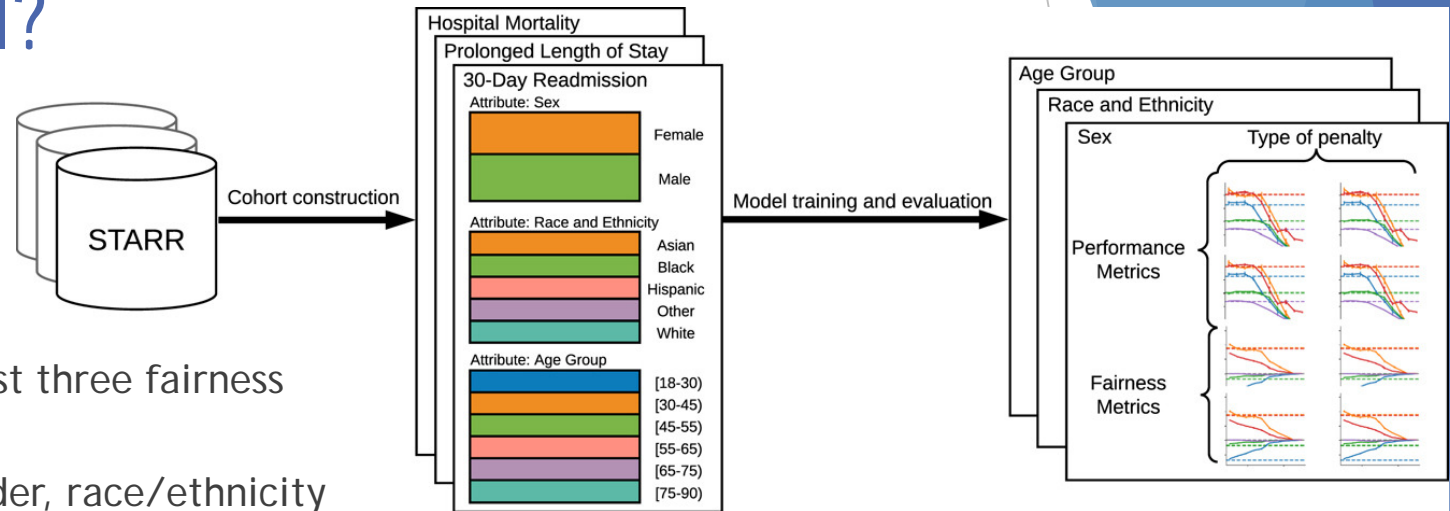 ?
STARR
Cohort construction
Hospital Mortality
Prolonged Length of Stay
30-Day Readmission
Attribute: Sex
Female
Male
Attribute: Race and Ethnicity
Asian
Black
Hispanic
Other
White
Attribute: Age Group
[18-30)
[30-45)
[45-55)
[55-65)
[65-75)
[75-90)
Model training and evaluation
Age Group
Race and Ethnicity
Sex
Type of penalty
Performance
Metrics
Fairness
Metrics
three fairness
race/ethnicity